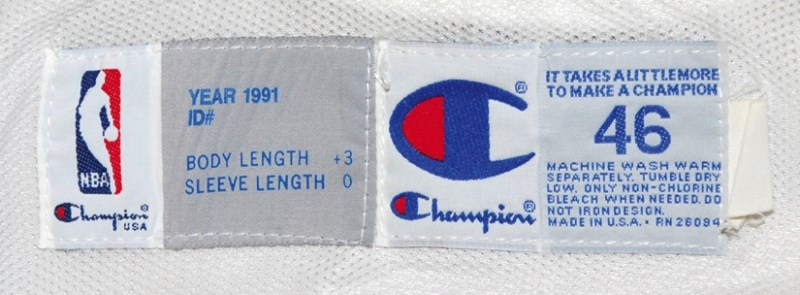 NBA
Champion®
USA
YEAR 1991
ID#
BODY LENGTH +3
SLEEVE LENGTH 0
®
Champion®
IT TAKES A LITTLE MORE
TO MAKE A CHAMPION
46
MACHINE WASH WARM
SEPARATELY. TUMBLE DRY
LOW. ONLY NON-CHLORINE
BLEACH WHEN NEEDED. DO
NOT IRON DESIGN.
MADE IN U.S.A. • RN 26094